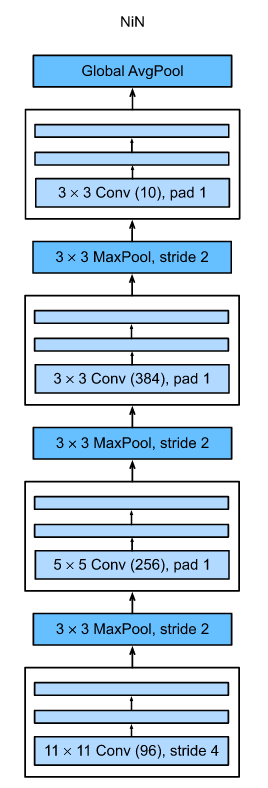 NiN
Global AvgPool
3 × 3 Conv (10), pad 1
3 × 3 MaxPool, stride 2
3 × 3 Conv (384), pad 1
3 × 3 MaxPool, stride 2
5 × 5 Conv (256), pad 1
3 × 3 MaxPool, stride 2
11 × 11 Conv (96), stride 4